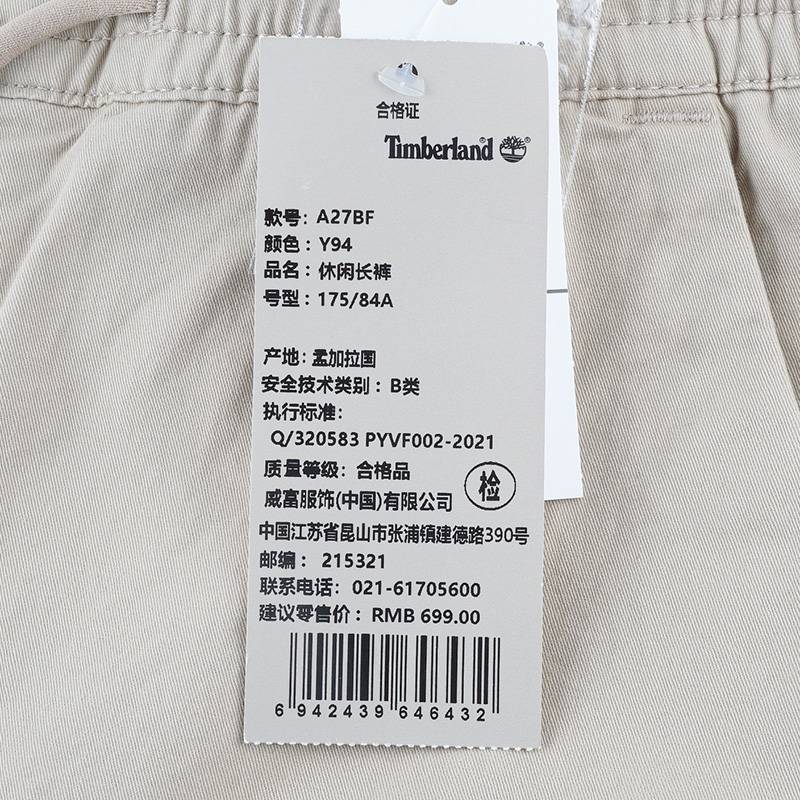 合格证
Timberland®
款号: A27BF
颜色: Y94
品名: 休闲长裤
号型: 175/84A
产地: 孟加拉国
安全技术类别: B类
执行标准:
Q/320583 PYVF002-2021
质量等级: 合格品
检
威富服饰(中国)有限公司
中国江苏省昆山市张浦镇建德路390号
邮编: 215321
联系电话: 021-61705600
建议零售价: RMB 699.00
6 942439 646432